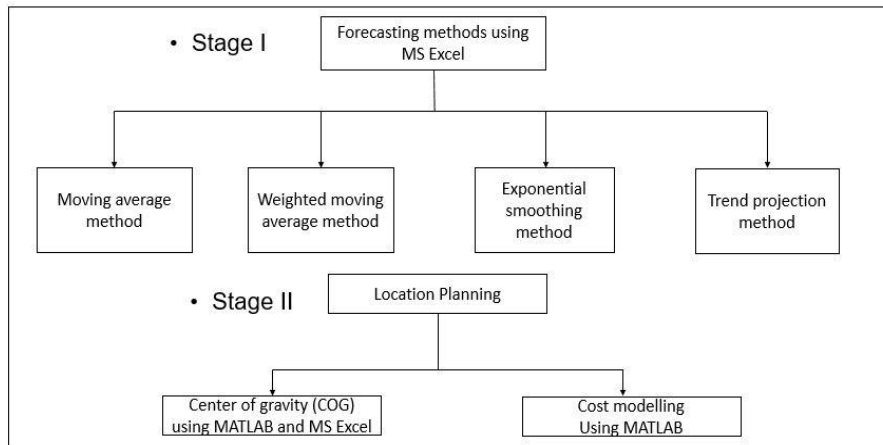 • Stage I
Forecasting methods using
MS Excel
Moving average
method
Weighted moving
average method
Exponential
smoothing
method
Trend projection
method
• Stage II
Location Planning
Center of gravity (COG)
using MATLAB and MS Excel
Cost modelling
Using MATLAB